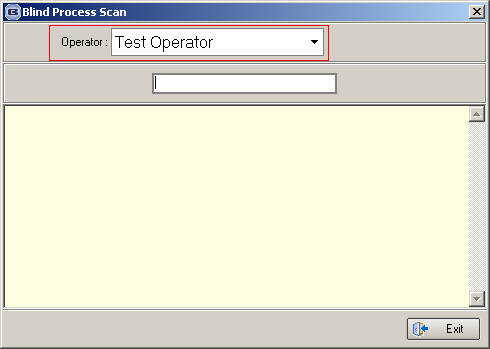 Blind Process Scan
Operator : Test Operator
Exit